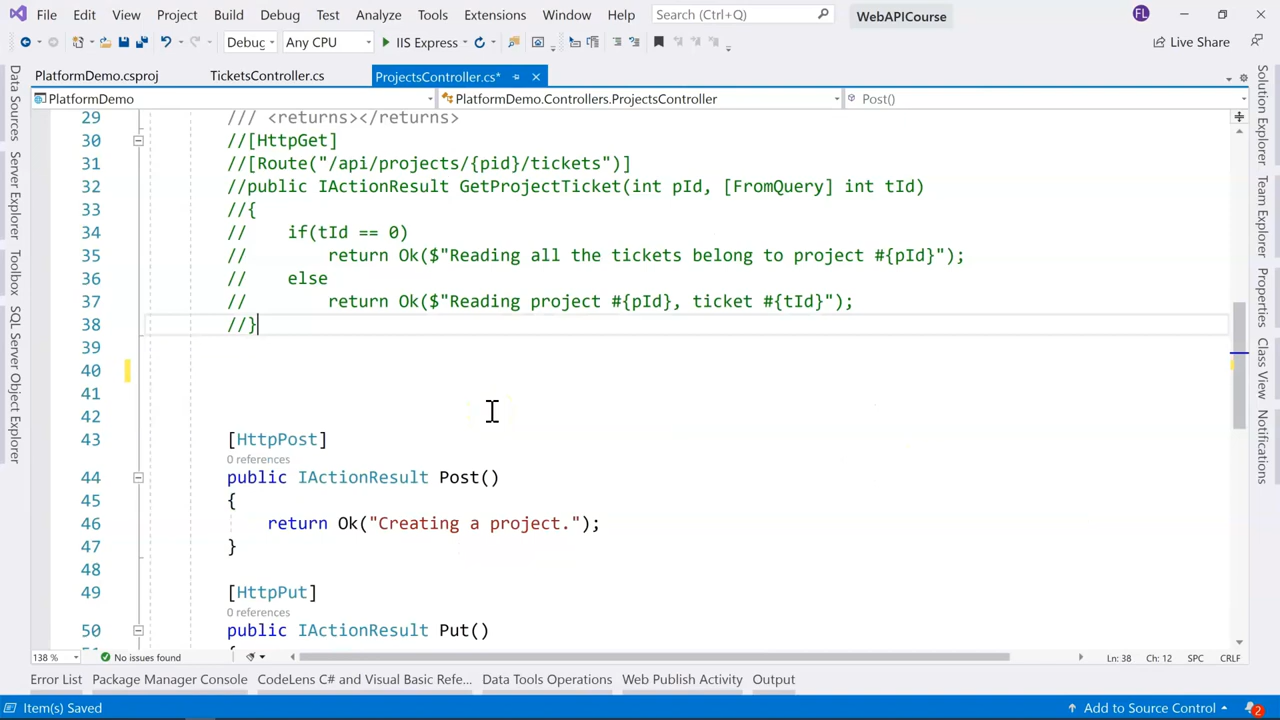 File Edit View Project Build Debug Test Analyze Tools Extensions Window Help Search (Ctrl+Q) WebAPICourse FL
Debug Any CPU IIS Express Live Share
PlatformDemo.csproj TicketsController.cs ProjectsController.cs*
PlatformDemo PlatformDemo.Controllers.ProjectsController Post()
29 /// <returns></returns>
30 //[HttpGet]
31 //[Route("/api/projects/{pid}/tickets")]
32 //public IActionResult GetProjectTicket(int pId, [FromQuery] int tId)
33 //{
34 // if(tId == 0)
35 // return Ok($"Reading all the tickets belong to project #{pId}");
36 // else
37 // return Ok($"Reading project #{pId}, ticket #{tId}");
38 //}
39
40
41
42
43 [HttpPost]
0 references
44 public IActionResult Post()
45 {
46 return Ok("Creating a project.");
47 }
48
49 [HttpPut]
0 references
50 public IActionResult Put()
138 % No issues found Ln: 38 Ch: 12 SPC CRLF
Error List Package Manager Console CodeLens C# and Visual Basic Refe... Data Tools Operations Web Publish Activity Output
Item(s) Saved Add to Source Control 2
Data Sources
Server Explorer
Toolbox
SQL Server Object Explorer
Solution Explorer
Team Explorer
Properties
Class View
Notifications